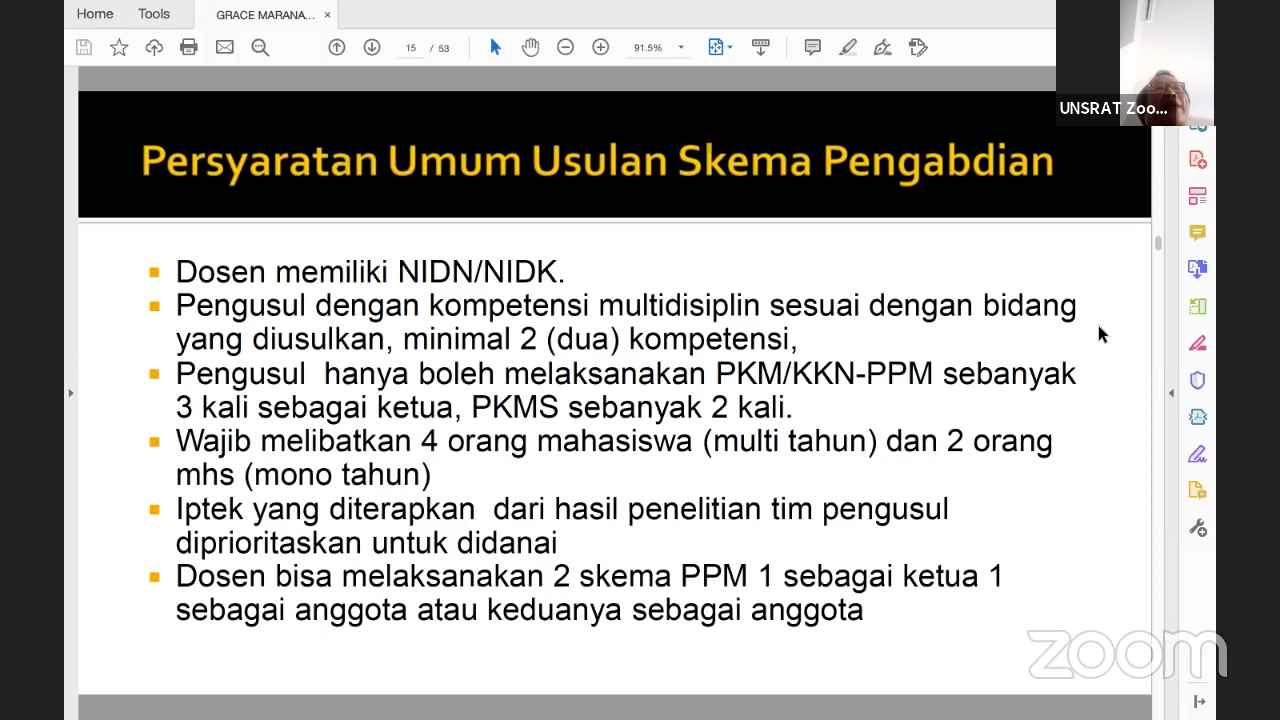 Home Tools GRACE MARANA... ×
15 / 53 91.5%
UNSRAT Zoo...
Persyaratan Umum Usulan Skema Pengabdian
Dosen memiliki NIDN/NIDK.
Pengusul dengan kompetensi multidisiplin sesuai dengan bidang
yang diusulkan, minimal 2 (dua) kompetensi,
Pengusul hanya boleh melaksanakan PKM/KKN-PPM sebanyak
3 kali sebagai ketua, PKMS sebanyak 2 kali.
Wajib melibatkan 4 orang mahasiswa (multi tahun) dan 2 orang
mhs (mono tahun)
Iptek yang diterapkan dari hasil penelitian tim pengusul
diprioritaskan untuk didanai
Dosen bisa melaksanakan 2 skema PPM 1 sebagai ketua 1
sebagai anggota atau keduanya sebagai anggota
zoom